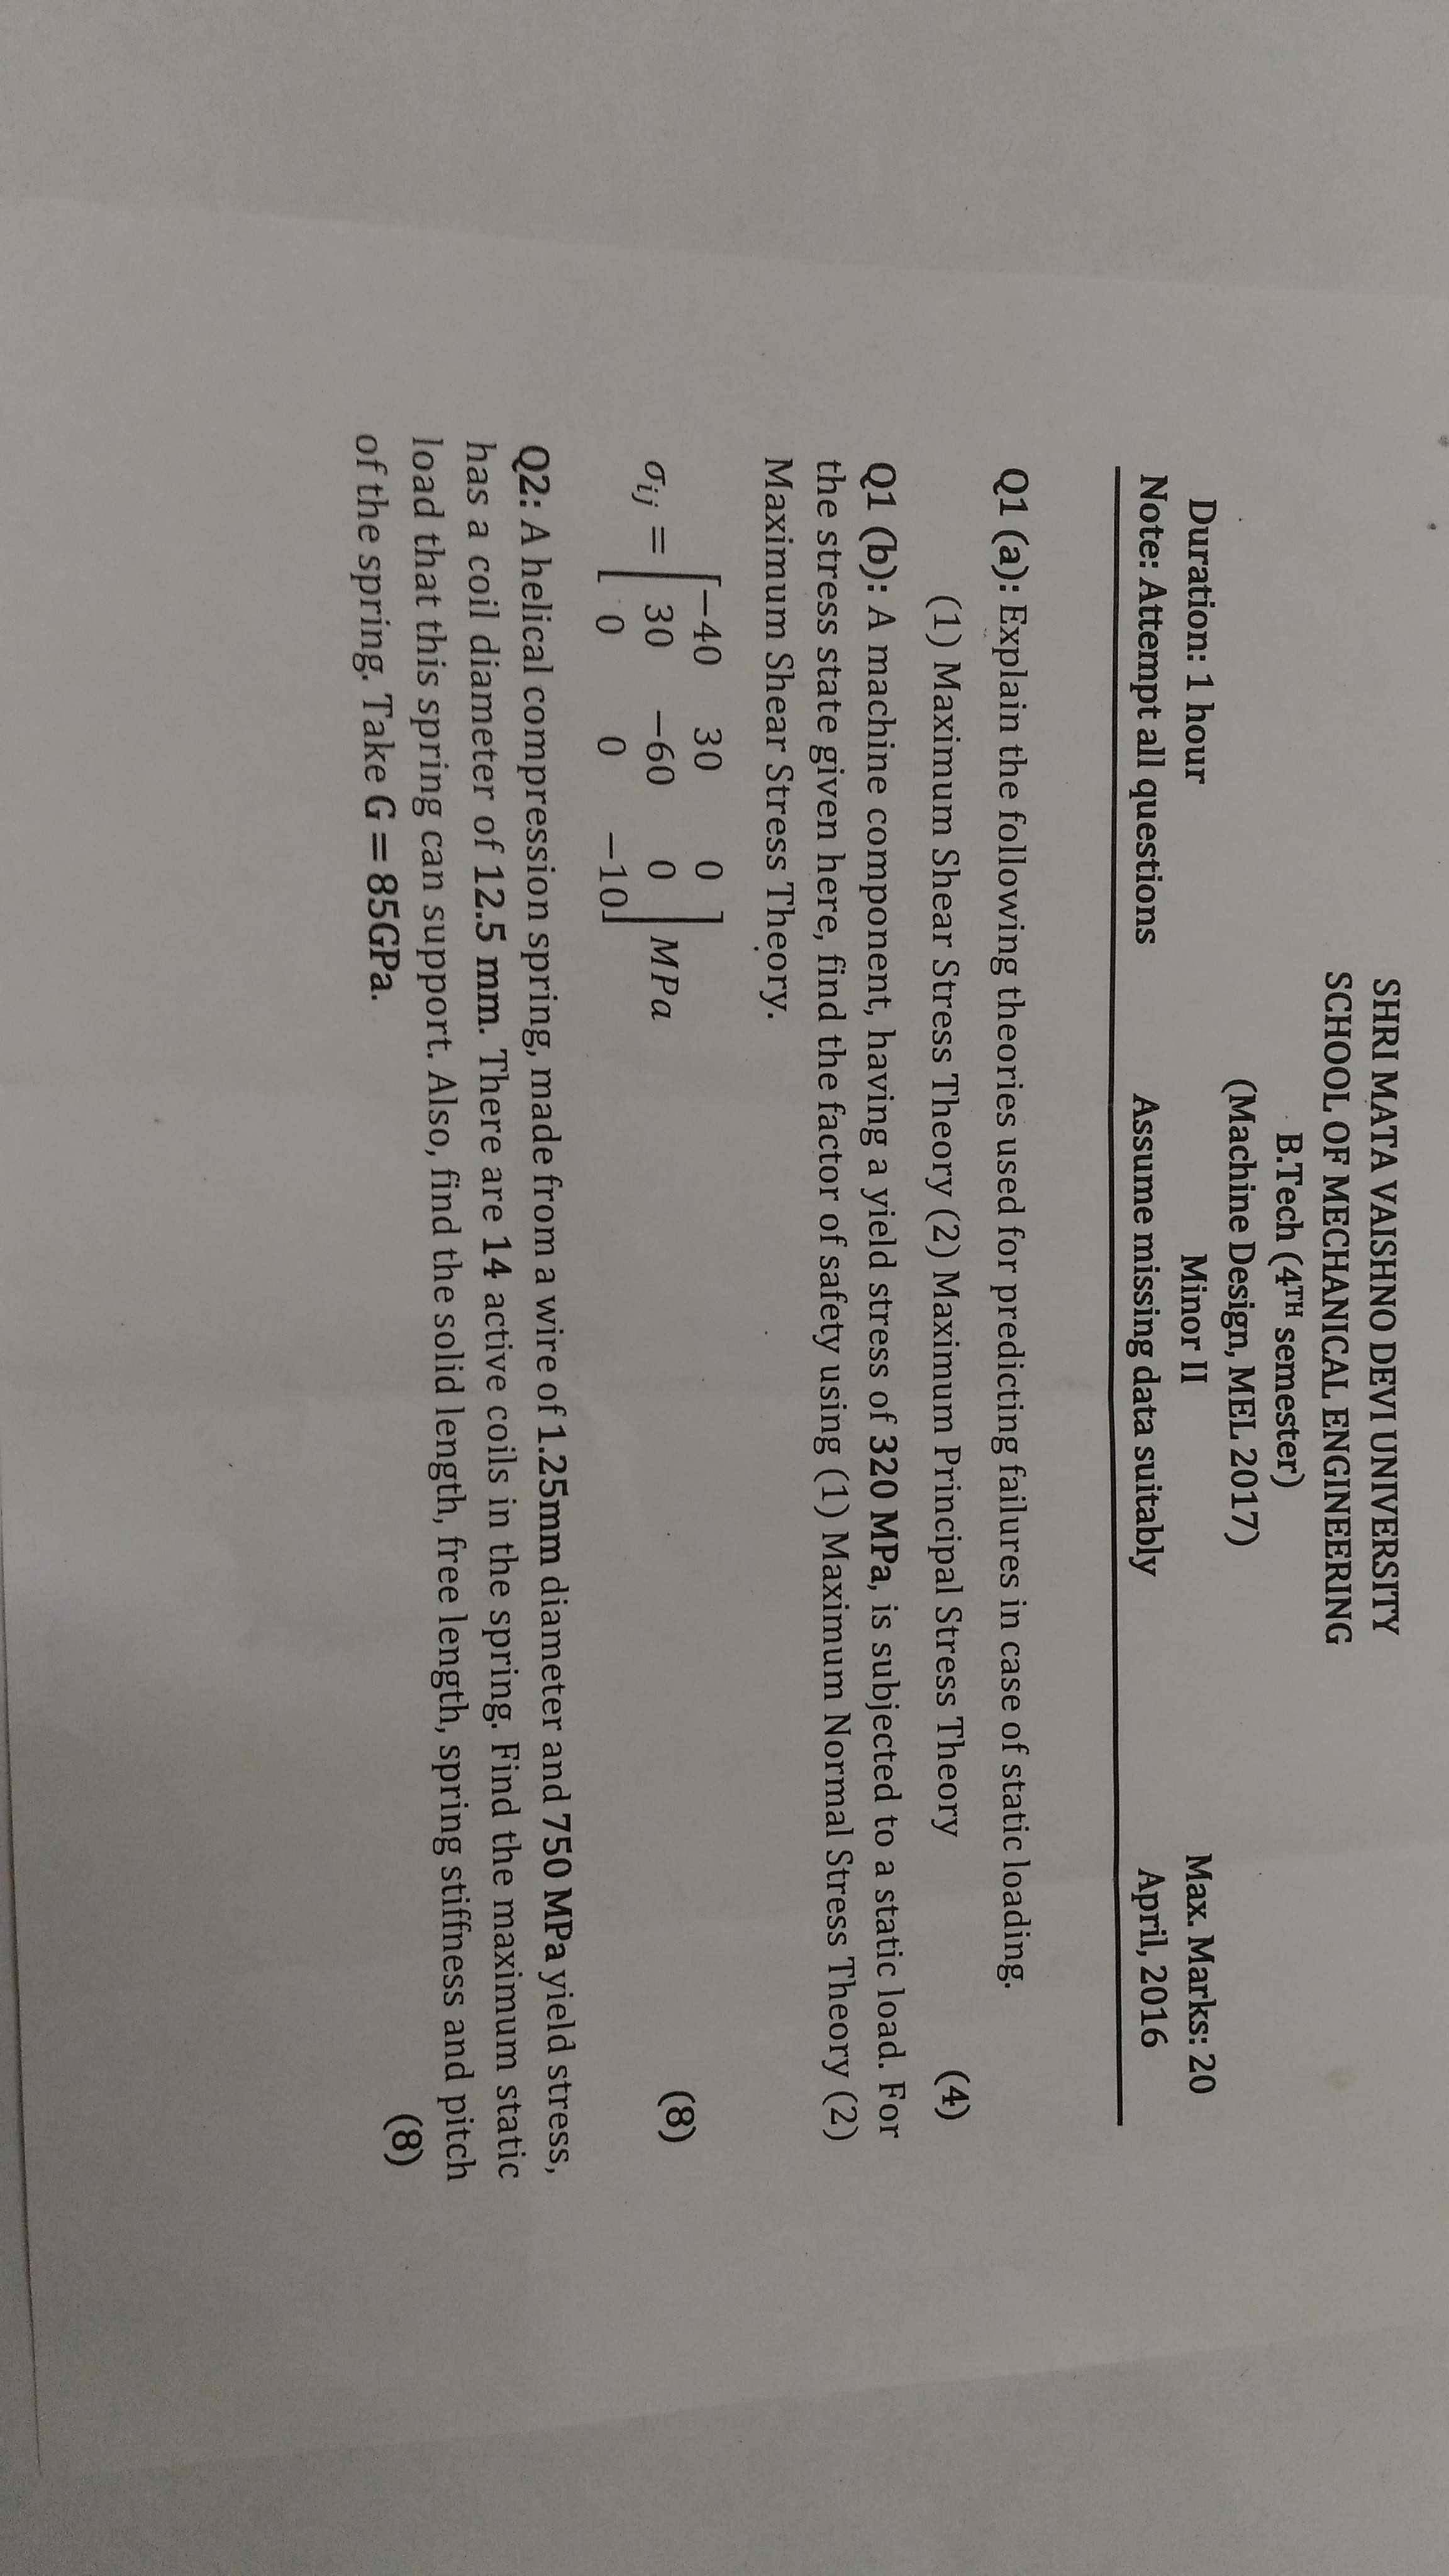 SHRI MATA VAISHNO DEVI UNIVERSITY
SCHOOL OF MECHANICAL ENGINEERING
B.Tech (4TH semester)
(Machine Design, MEL 2017)
Duration: 1 hour Minor II Max. Marks: 20
Note: Attempt all questions Assume missing data suitably April, 2016
Q1 (a): Explain the following theories used for predicting failures in case of static loading.
(1) Maximum Shear Stress Theory (2) Maximum Principal Stress Theory (4)
Q1 (b): A machine component, having a yield stress of 320 MPa, is subjected to a static load. For
the stress state given here, find the factor of safety using (1) Maximum Normal Stress Theory (2)
Maximum Shear Stress Theory.
[−40 30 0]
σij = | 30 −60 0| MPa (8)
[0 0 −10]
Q2: A helical compression spring, made from a wire of 1.25mm diameter and 750 MPa yield stress,
has a coil diameter of 12.5 mm. There are 14 active coils in the spring. Find the maximum static
load that this spring can support. Also, find the solid length, free length, spring stiffness and pitch
of the spring. Take G = 85GPa. (8)